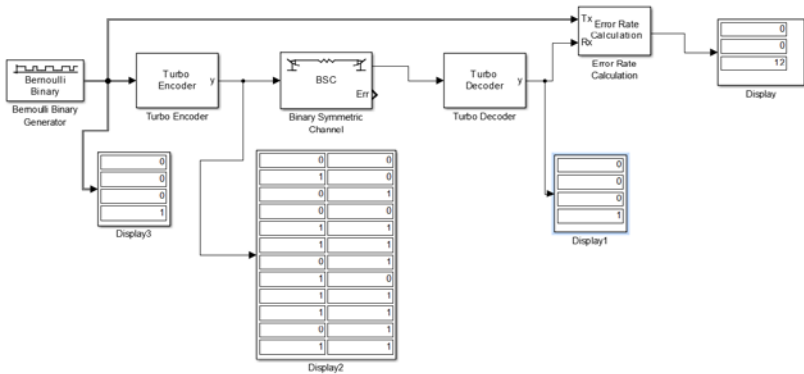 Bernoulli
Binary
Bernoulli Binary
Generator
Turbo
Encoder
y
Turbo Encoder
BSC
Err
Binary Symmetric
Channel
Turbo
Decoder
y
Turbo Decoder
Tx
Rx
Error Rate
Calculation
Error Rate
Calculation
0
0
12
Display
0
0
0
1
Display3
0 0
1 0
0 1
0 0
1 1
1 1
0 1
1 0
1 1
1 1
0 1
1 1
Display2
0
0
0
1
Display1